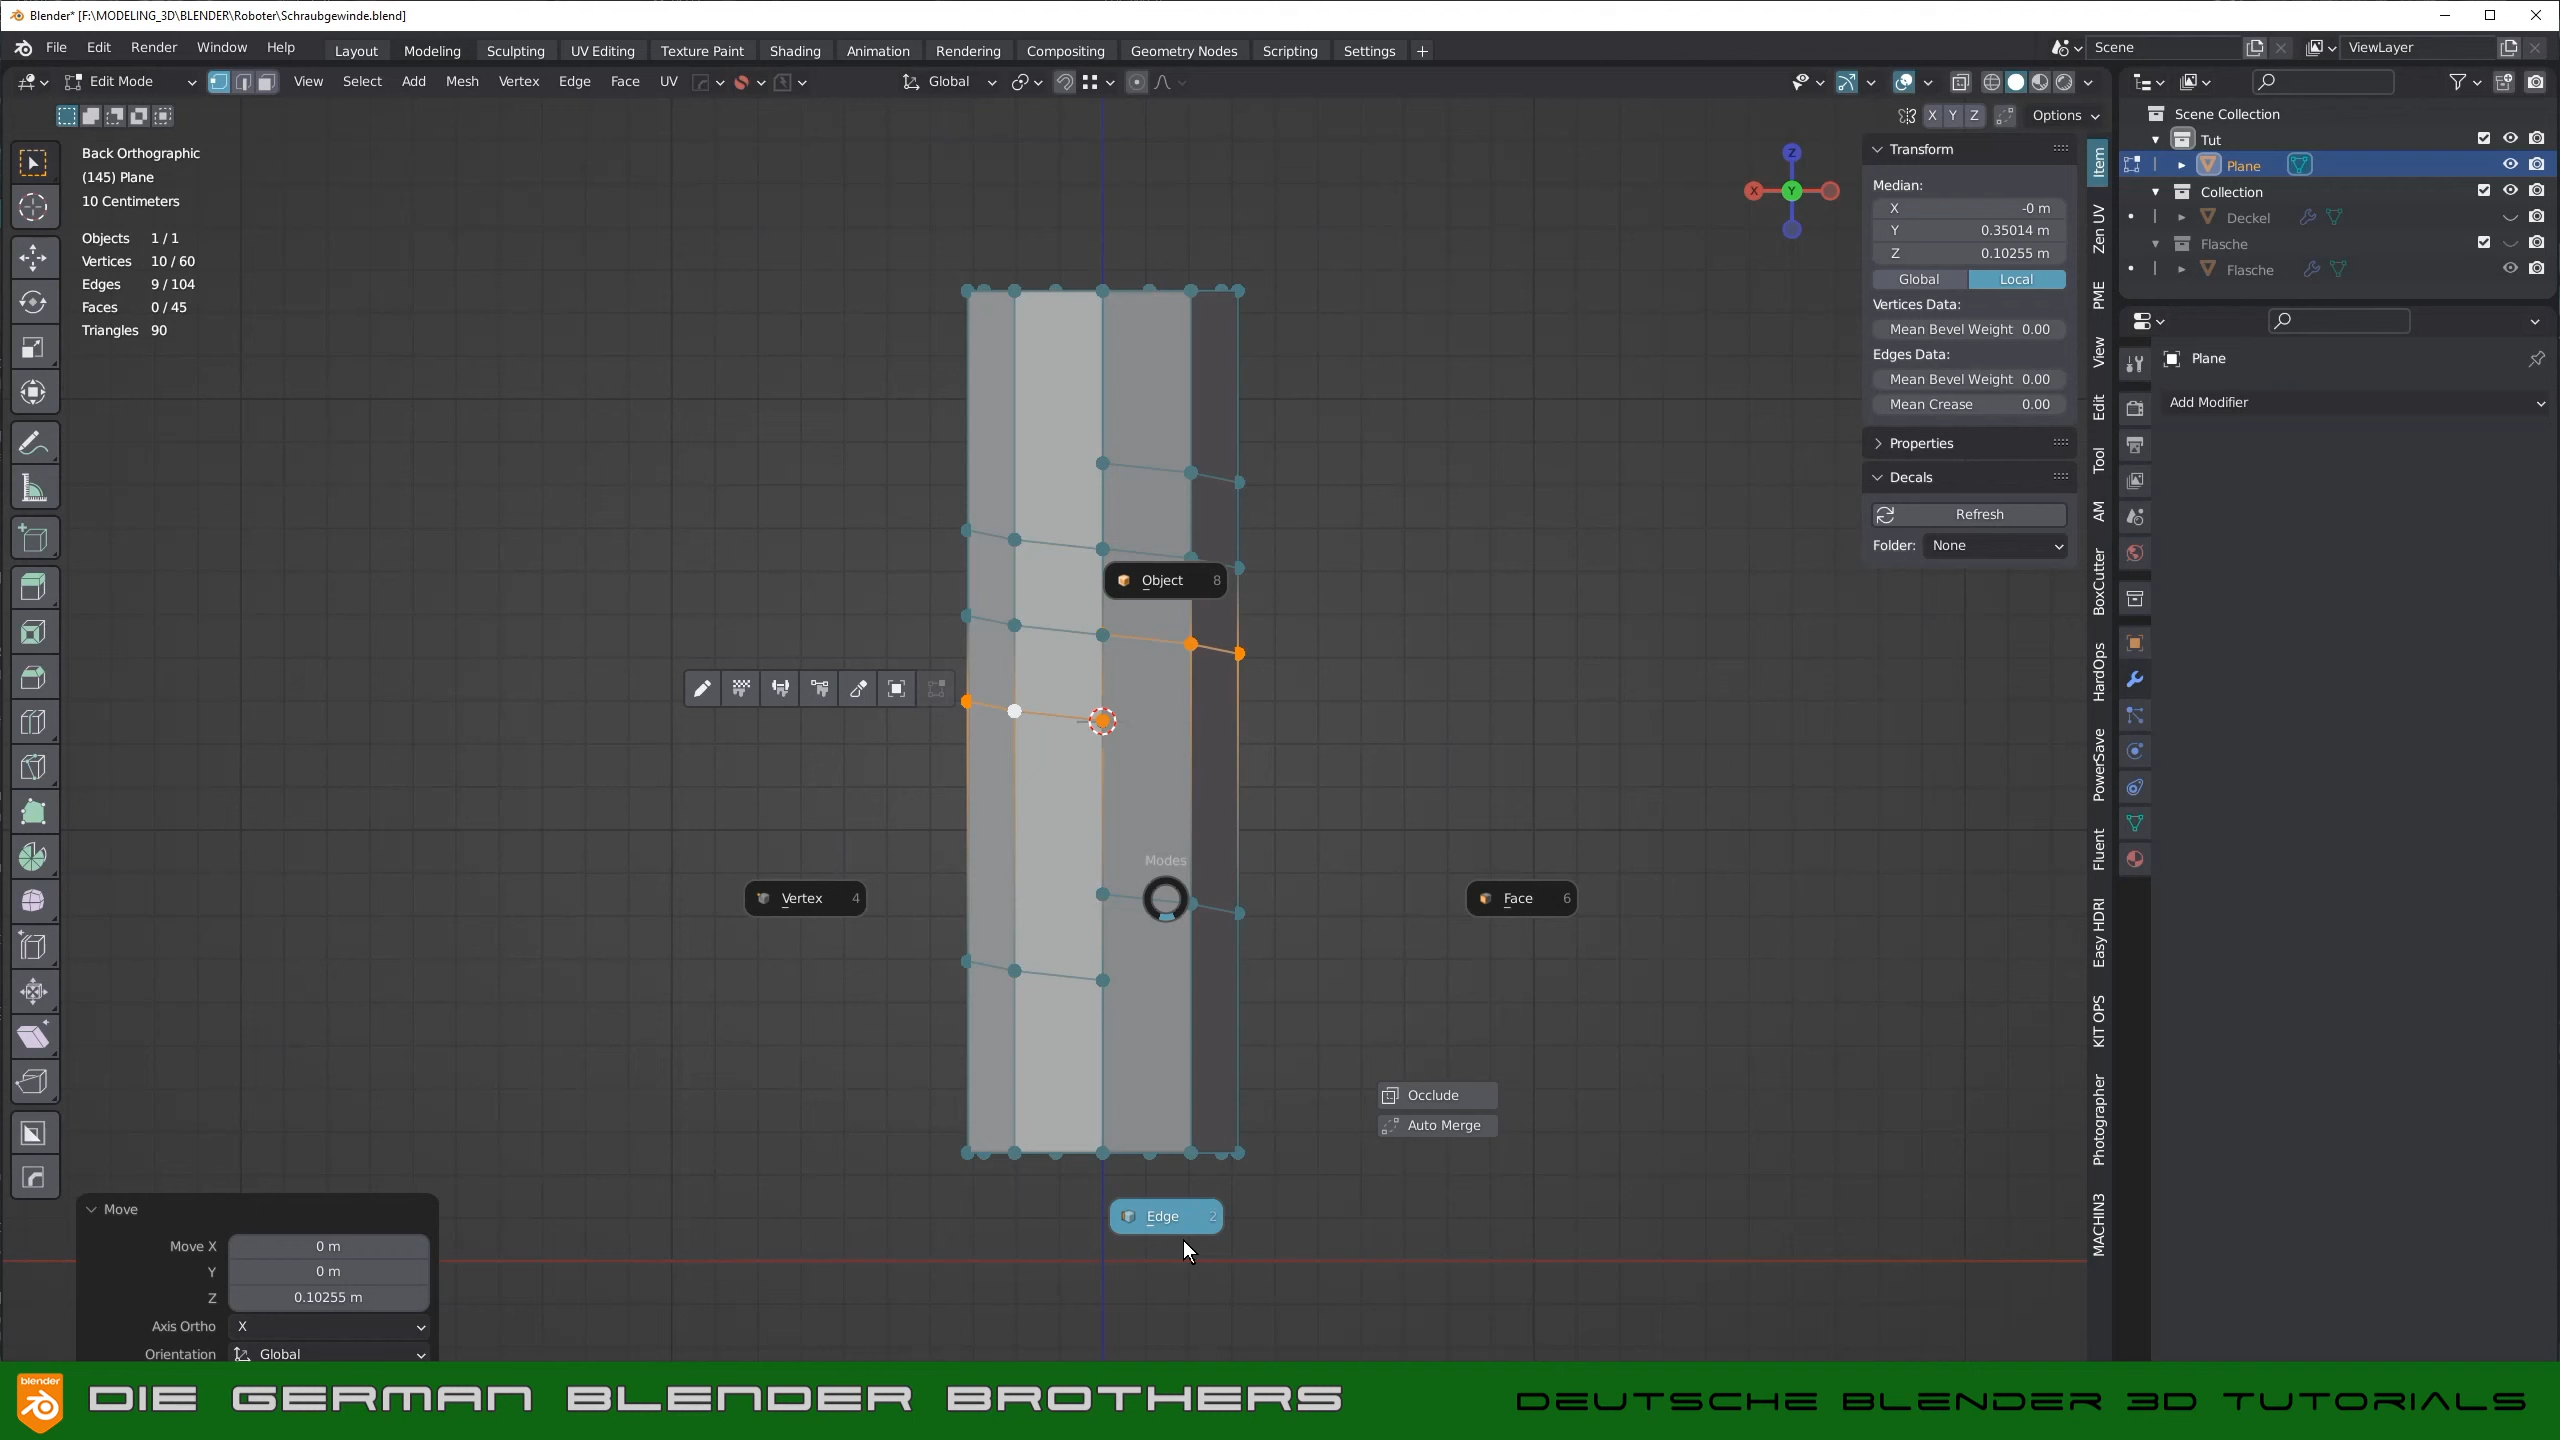 Blender* [F:\MODELING_3D\BLENDER\Roboter\Schraubgewinde.blend]
File Edit Render Window Help Layout Modeling Sculpting UV Editing Texture Paint Shading Animation Rendering Compositing Geometry Nodes Scripting Settings + Scene ViewLayer
Edit Mode View Select Add Mesh Vertex Edge Face UV Global
X Y Z Options
Back Orthographic
(145) Plane
10 Centimeters
Objects 1 / 1
Vertices 10 / 60
Edges 9 / 104
Faces 0 / 45
Triangles 90
Z
X Y
Transform
Median:
X -0 m
Y 0.35014 m
Z 0.10255 m
Global Local
Vertices Data:
Mean Bevel Weight 0.00
Edges Data:
Mean Bevel Weight 0.00
Mean Crease 0.00
Properties
Decals
Refresh
Folder: None
Item
Zen UV
PME
View
Edit
Tool
AM
BoxCutter
HardOps
PowerSave
Fluent
Easy HDRI
KIT OPS
Photographer
MACHIN3
Scene Collection
Tut
Plane
Collection
Deckel
Flasche
Flasche
Plane
Add Modifier
Object 8
Modes
Vertex 4
Face 6
Occlude
Auto Merge
Edge 2
Move
Move X 0 m
Y 0 m
Z 0.10255 m
Axis Ortho X
Orientation Global
blender
DIE GERMAN BLENDER BROTHERS
DEUTSCHE BLENDER 3D TUTORIALS